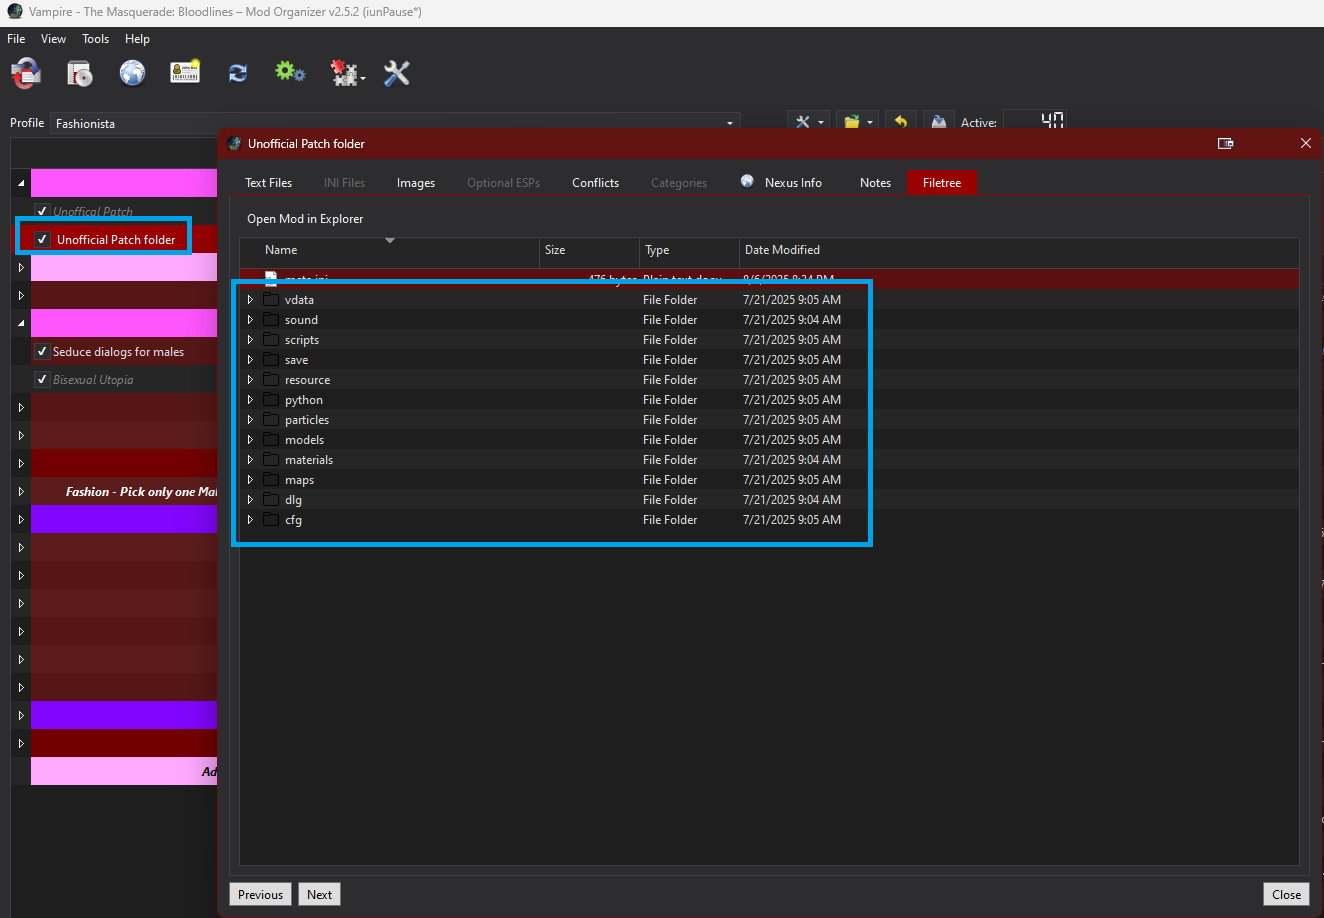 Vampire - The Masquerade: Bloodlines – Mod Organizer v2.5.2 (iunPause*)
File View Tools Help
Profile Fashionista Active: 40
Unofficial Patch folder
Text Files INI Files Images Optional ESPs Conflicts Categories Nexus Info Notes Filetree
Open Mod in Explorer
Name Size Type Date Modified
meta.ini 476 bytes Plain text docu... 8/6/2025 8:24 PM
vdata File Folder 7/21/2025 9:05 AM
sound File Folder 7/21/2025 9:04 AM
scripts File Folder 7/21/2025 9:05 AM
save File Folder 7/21/2025 9:05 AM
resource File Folder 7/21/2025 9:05 AM
python File Folder 7/21/2025 9:05 AM
particles File Folder 7/21/2025 9:05 AM
models File Folder 7/21/2025 9:05 AM
materials File Folder 7/21/2025 9:04 AM
maps File Folder 7/21/2025 9:05 AM
dlg File Folder 7/21/2025 9:04 AM
cfg File Folder 7/21/2025 9:05 AM
Previous Next Close
Unoffical Patch
Unofficial Patch folder
Seduce dialogs for males
Bisexual Utopia
Fashion - Pick only one
Ad